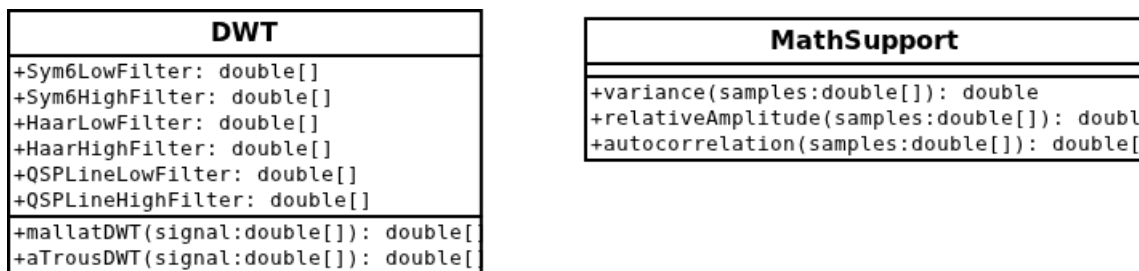 DWT
+Sym6LowFilter: double[]
+Sym6HighFilter: double[]
+HaarLowFilter: double[]
+HaarHighFilter: double[]
+QSPLineLowFilter: double[]
+QSPLineHighFilter: double[]
+mallatDWT(signal:double[]): double[]
+aTrousDWT(signal:double[]): double[]
MathSupport
+variance(samples:double[]): double
+relativeAmplitude(samples:double[]): doubl
+autocorrelation(samples:double[]): double[